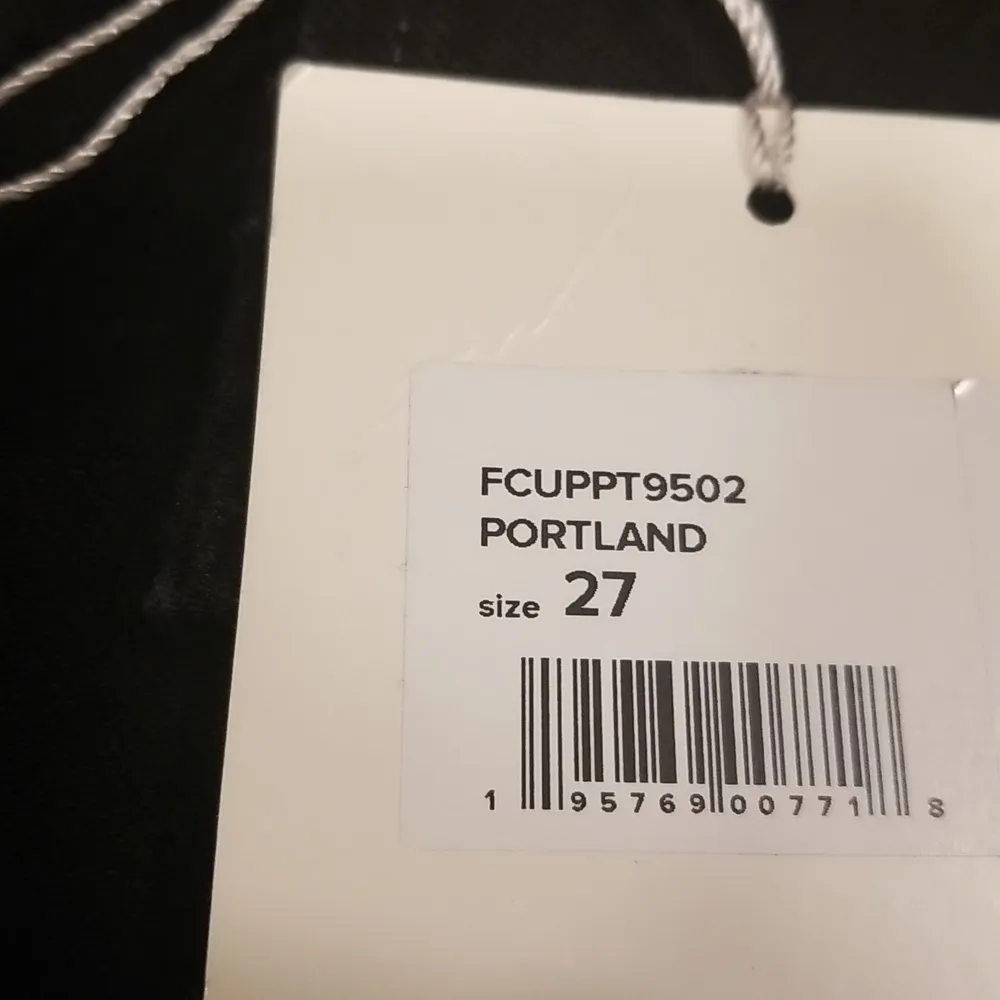 FCUPPT9502
PORTLAND
size 27
1 95769 00771 8